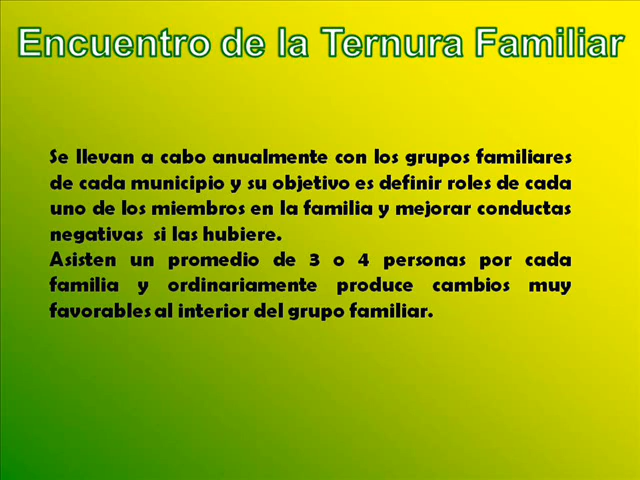 Encuentro de la Ternura Familiar
Se llevan a cabo anualmente con los grupos familiares
de cada municipio y su objetivo es definir roles de cada
uno de los miembros en la familia y mejorar conductas
negativas si las hubiere.
Asisten un promedio de 3 o 4 personas por cada
familia y ordinariamente produce cambios muy
favorables al interior del grupo familiar.